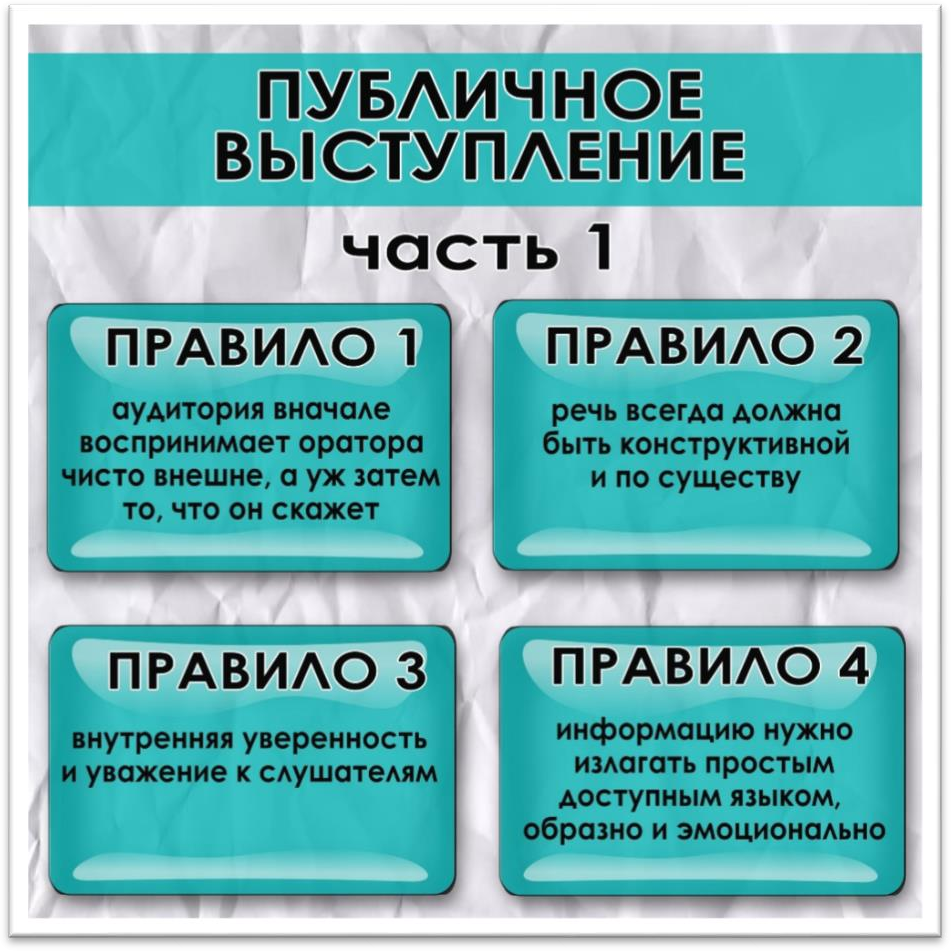 ПУБЛИЧНОЕ
ВЫСТУПЛЕНИЕ
часть 1
ПРАВИЛО 1
аудитория вначале
воспринимает оратора
чисто внешне, а уж затем
то, что он скажет
ПРАВИЛО 2
речь всегда должна
быть конструктивной
и по существу
ПРАВИЛО 3
внутренняя уверенность
и уважение к слушателям
ПРАВИЛО 4
информацию нужно
излагать простым
доступным языком,
образно и эмоционально